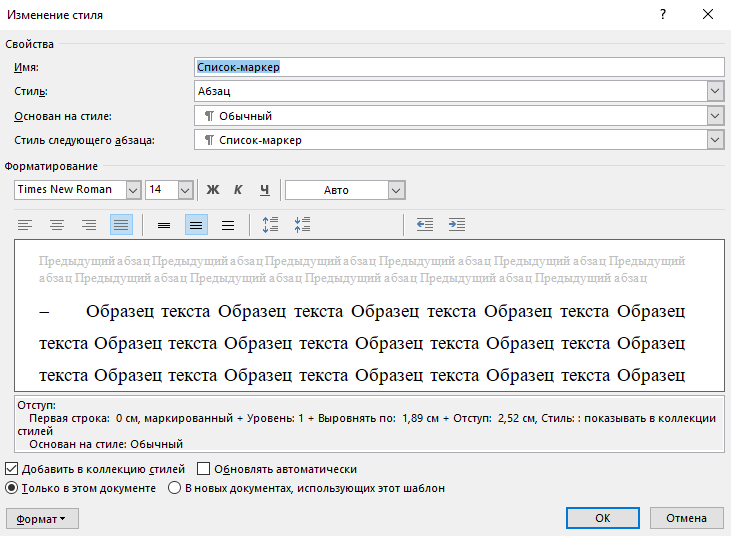 Изменение стиля
Свойства
Имя: Список-маркер
Стиль: Абзац
Основан на стиле: ¶ Обычный
Стиль следующего абзаца: ¶ Список-маркер
Форматирование
Times New Roman 14 Ж К Ч Авто
Предыдущий абзац Предыдущий абзац Предыдущий абзац Предыдущий абзац Предыдущий абзац Предыдущий
абзац Предыдущий абзац Предыдущий абзац Предыдущий абзац Предыдущий абзац Предыдущий абзац
– Образец текста Образец текста Образец текста Образец текста Образец
текста Образец текста Образец текста Образец текста Образец текста Образец
текста Образец текста Образец текста Образец текста Образец текста Образец
Отступ:
Первая строка: 0 см, маркированный + Уровень: 1 + Выровнять по: 1,89 см + Отступ: 2,52 см, Стиль: : показывать в коллекции
стилей
Основан на стиле: Обычный
Добавить в коллекцию стилей Обновлять автоматически
Только в этом документе В новых документах, использующих этот шаблон
Формат ОК Отмена